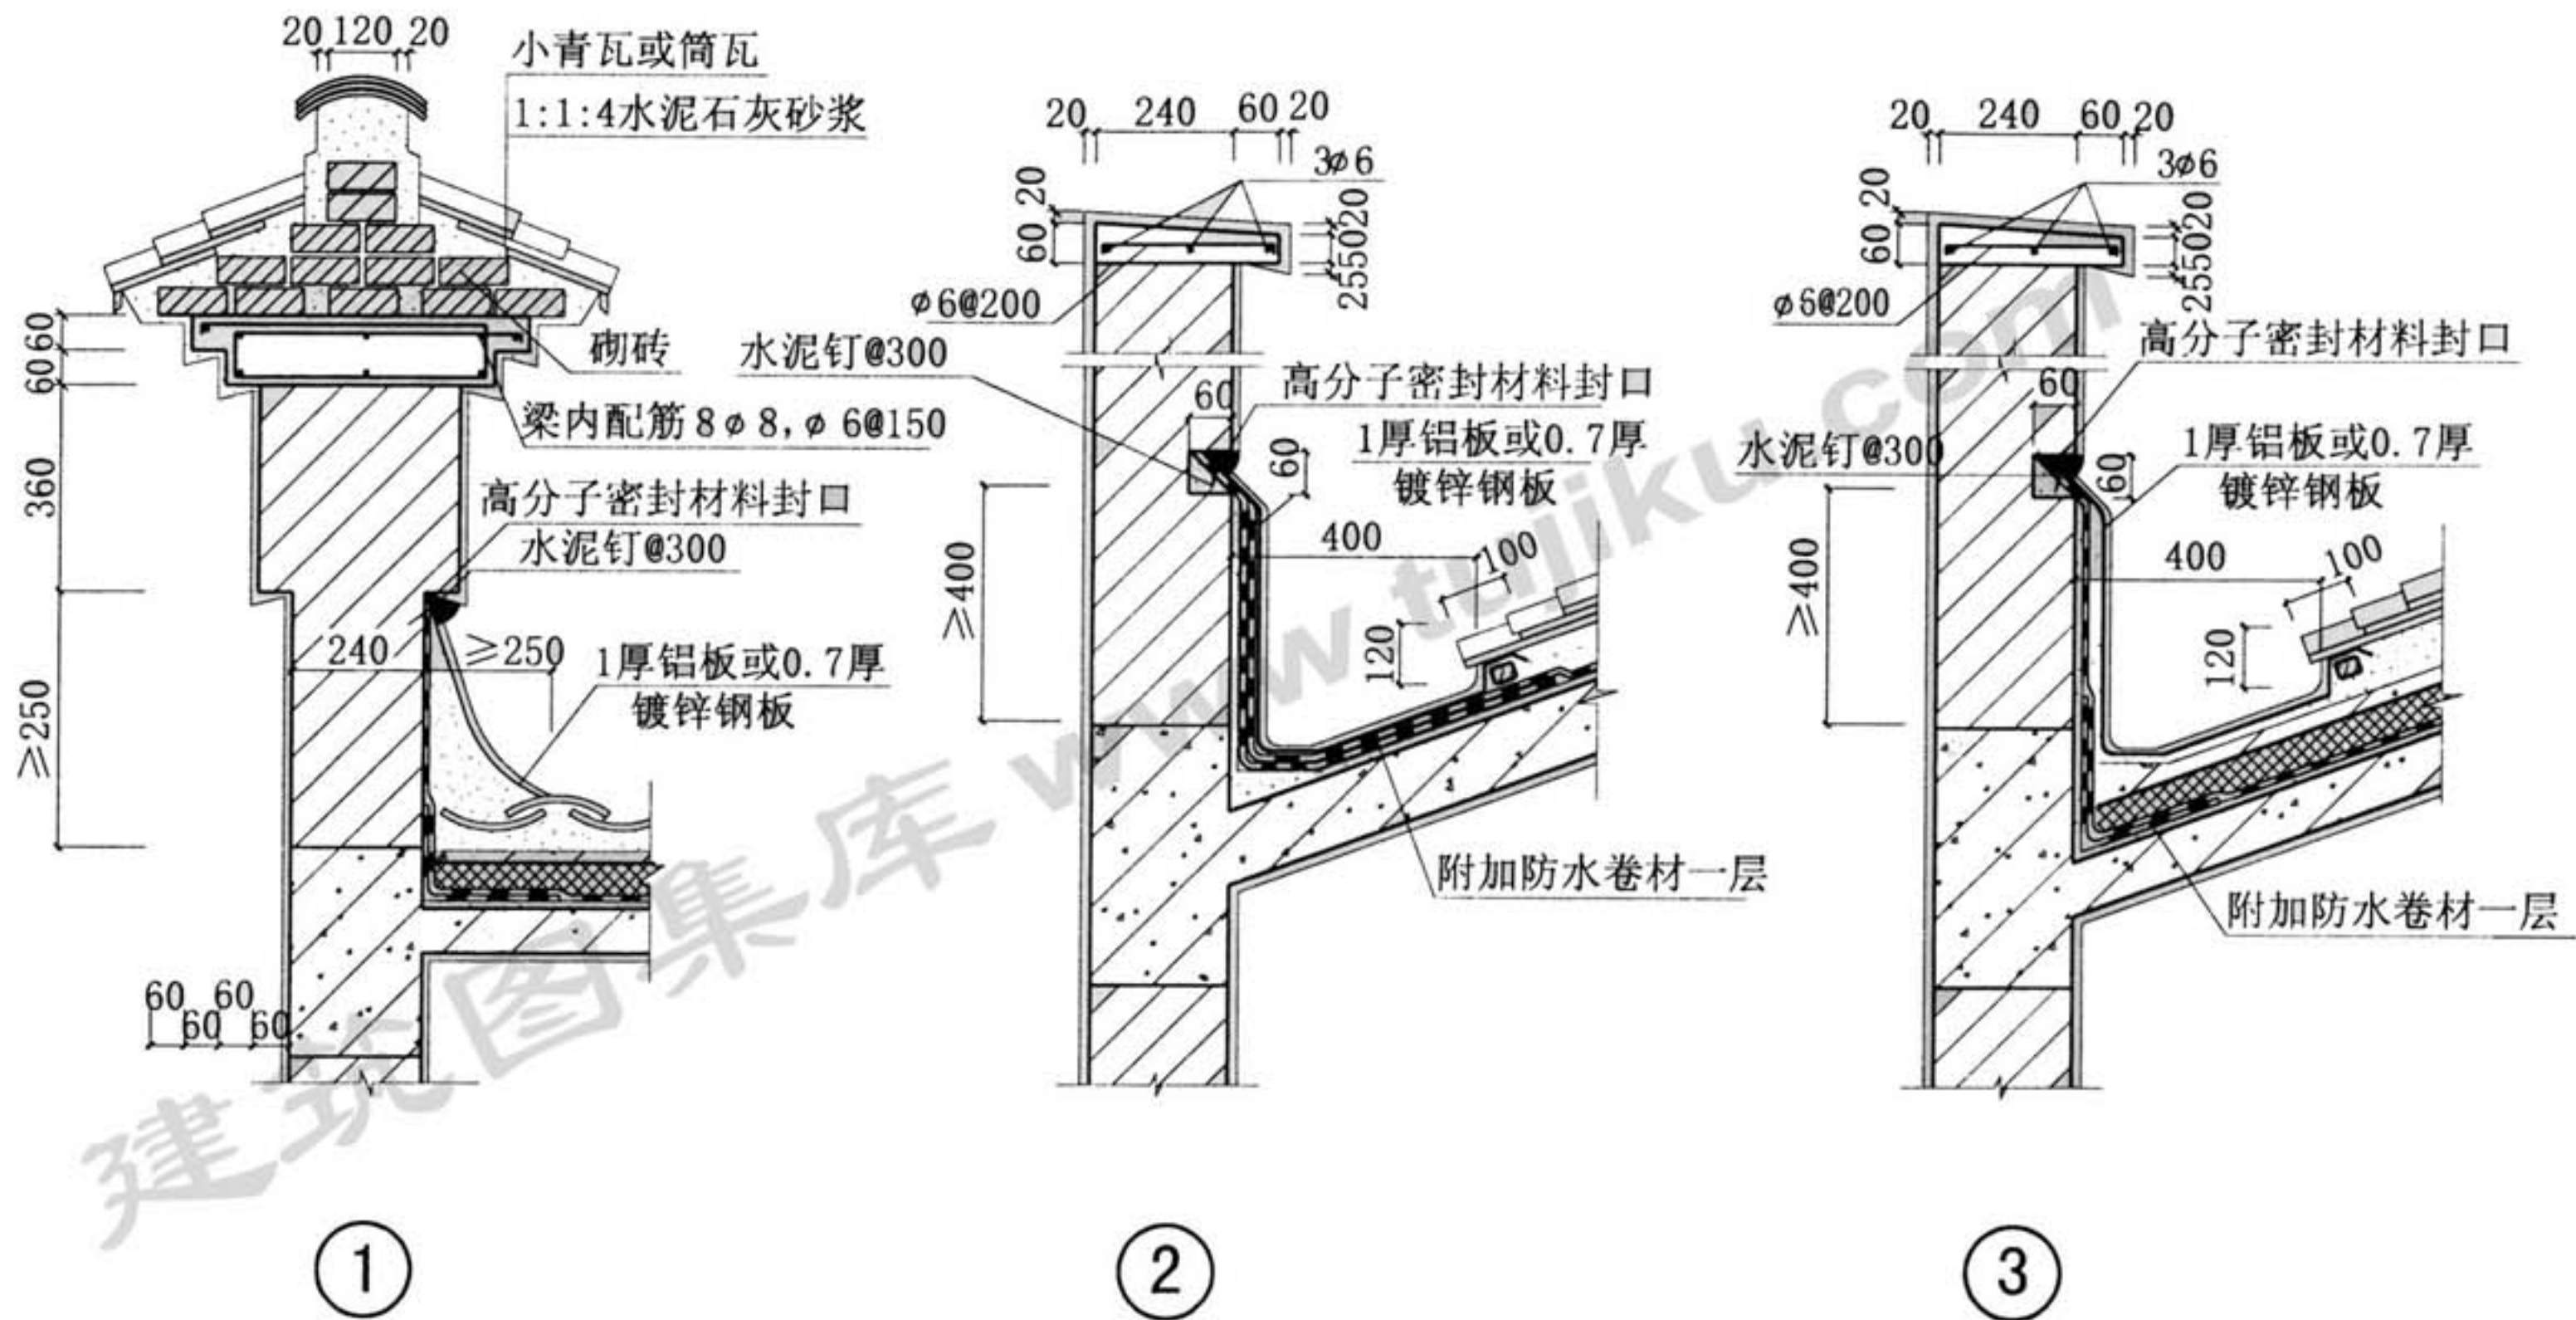 20 120 20
小青瓦或筒瓦
1:1:4水泥石灰砂浆
砌砖
梁内配筋8φ8,φ6@150
60
60
360
≥250
高分子密封材料封口
水泥钉@300
240
≥250
1厚铝板或0.7厚
镀锌钢板
60 60
60 60
①
20 240 60 20
3φ6
20
60
20
50
25
φ6@200
水泥钉@300
60
高分子密封材料封口
1厚铝板或0.7厚
镀锌钢板
60
≥400
400
100
120
附加防水卷材一层
②
20 240 60 20
3φ6
20
60
20
50
25
φ6@200
高分子密封材料封口
60
水泥钉@300
1厚铝板或0.7厚
镀锌钢板
60
≥400
400
100
120
附加防水卷材一层
③
建筑图集库 www.tujiku.com